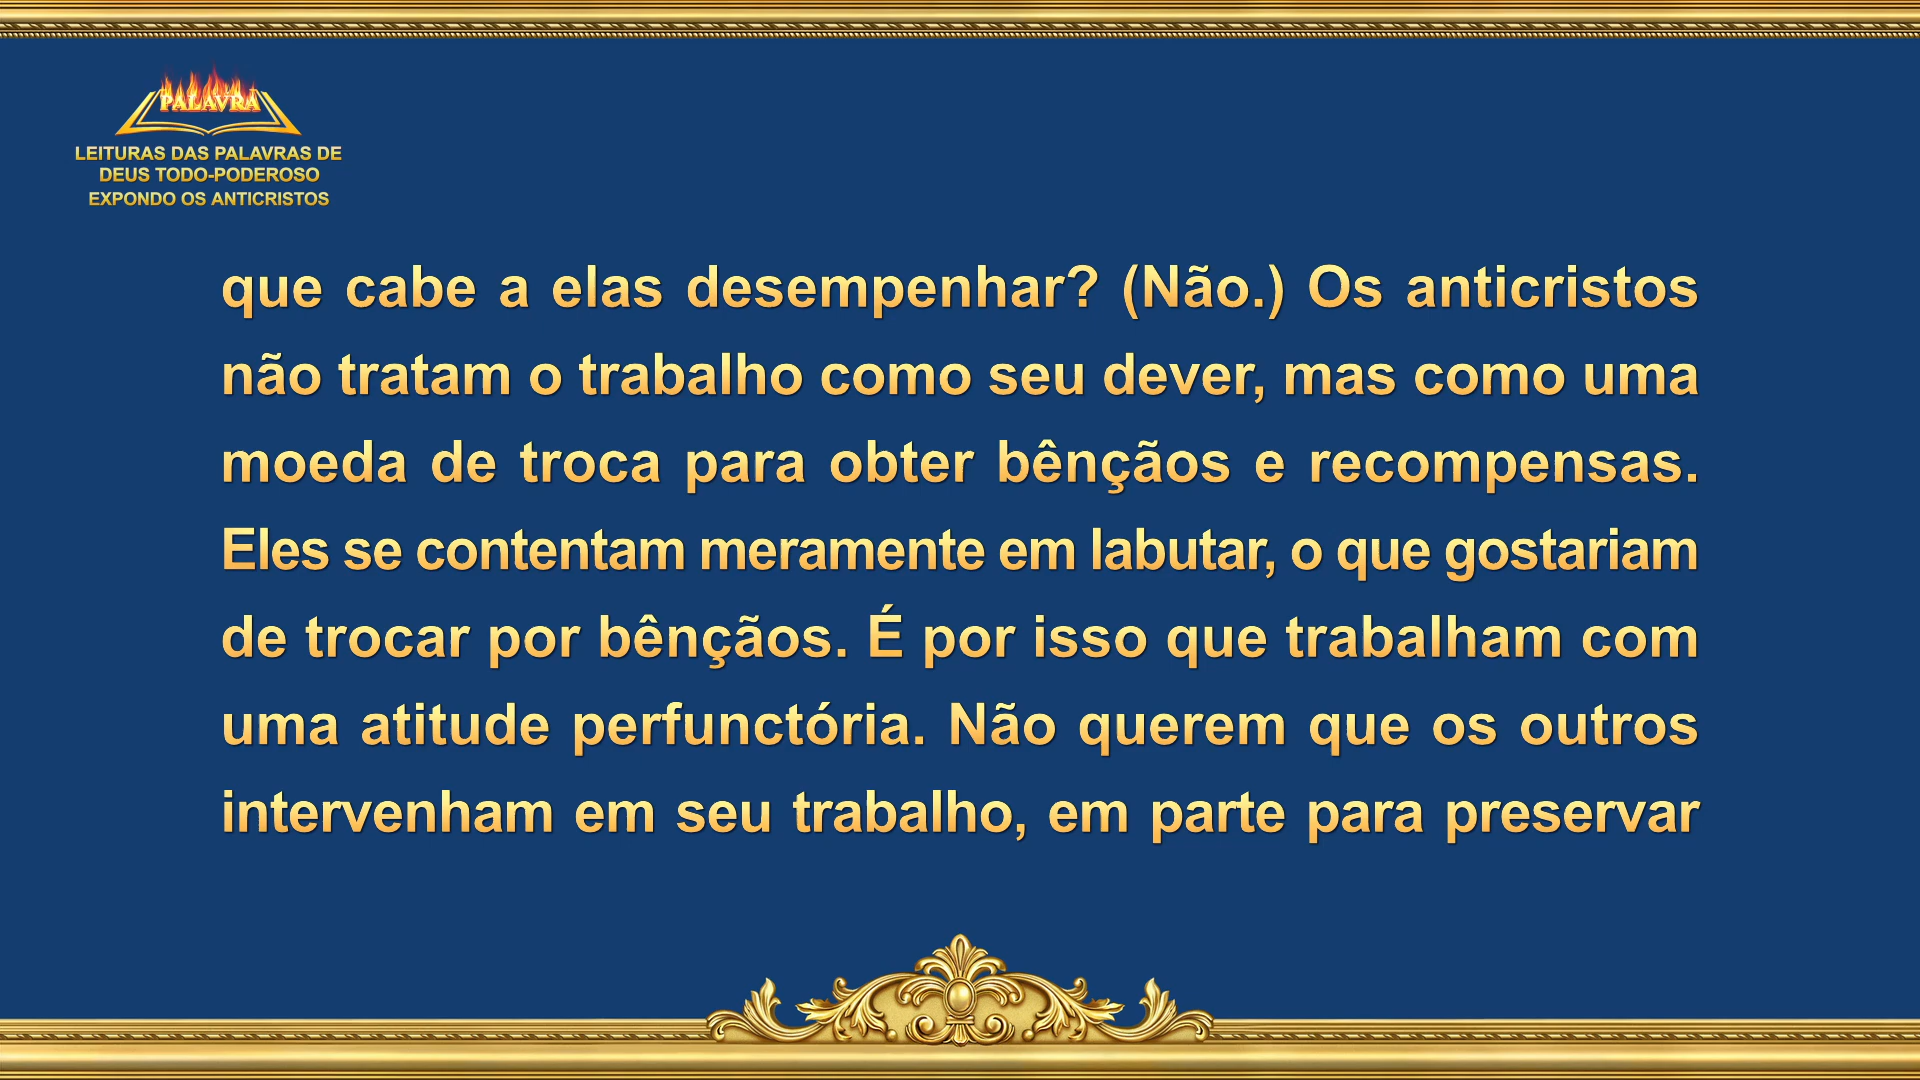 PALAVRA
LEITURAS DAS PALAVRAS DE
DEUS TODO-PODEROSO
EXPONDO OS ANTICRISTOS
que cabe a elas desempenhar? (Não.) Os anticristos
não tratam o trabalho como seu dever, mas como uma
moeda de troca para obter bênçãos e recompensas.
Eles se contentam meramente em labutar, o que gostariam
de trocar por bênçãos. É por isso que trabalham com
uma atitude perfunctória. Não querem que os outros
intervenham em seu trabalho, em parte para preservar